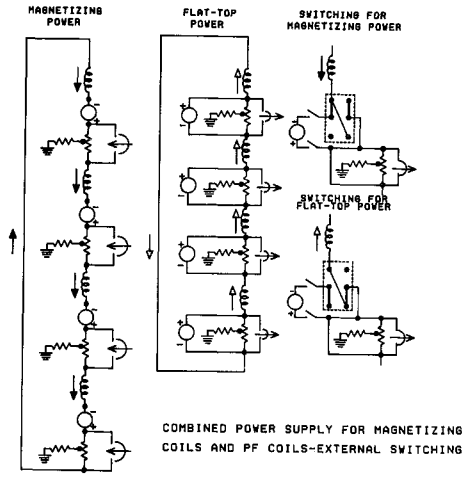 MAGNETIZING
POWER
FLAT-TOP
POWER
SWITCHING FOR
MAGNETIZING POWER
SWITCHING FOR
FLAT-TOP POWER
COMBINED POWER SUPPLY FOR MAGNETIZING
COILS AND PF COILS-EXTERNAL SWITCHING